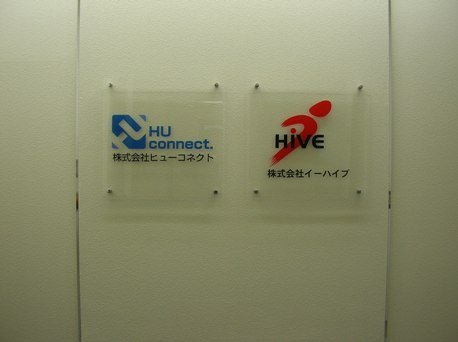 HU
connect.
株式会社ヒューコネクト
HiVE
株式会社イーハイブ